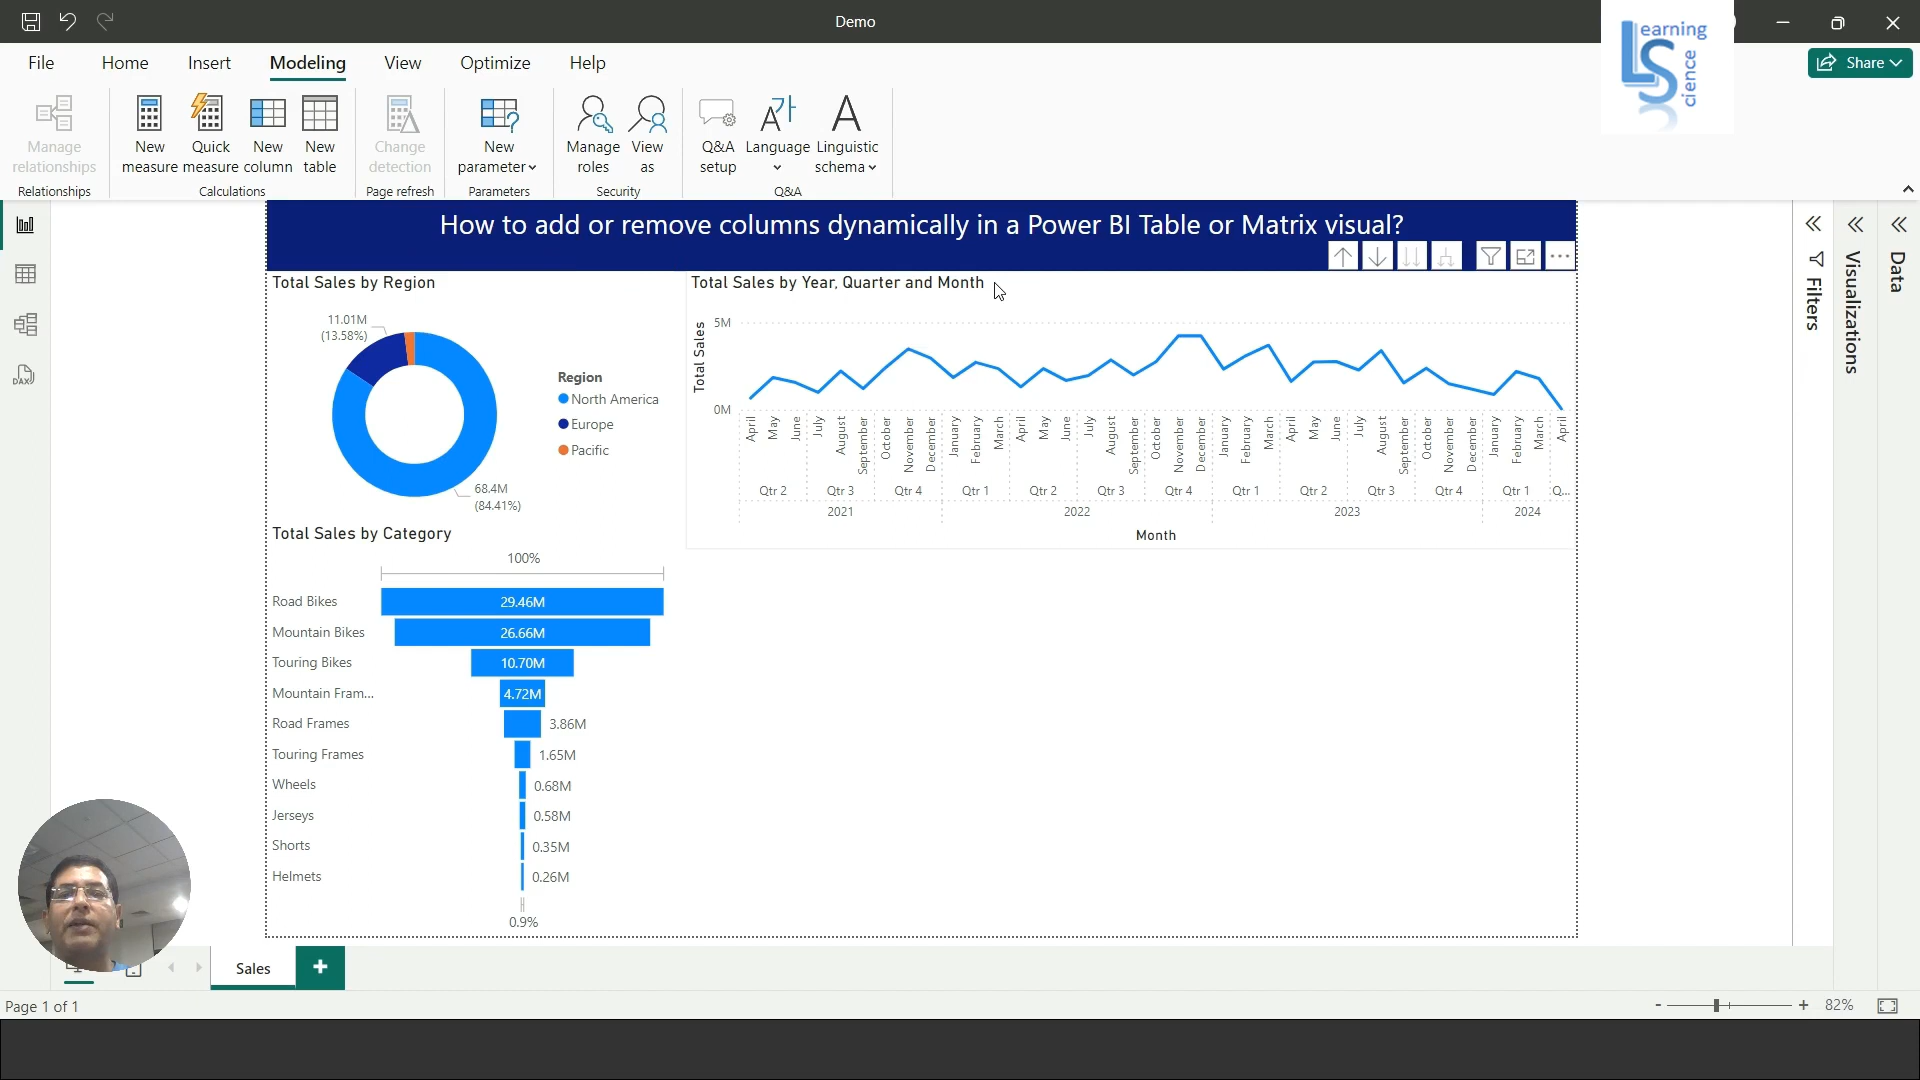 Demo
Learning
Science
File Home Insert Modeling View Optimize Help
Share
Manage relationships
New measure
Quick measure
New column
New table
Change detection
New parameter
Manage roles
View as
Q&A setup
Language
Linguistic schema
Relationships
Calculations
Page refresh
Parameters
Security
Q&A
How to add or remove columns dynamically in a Power BI Table or Matrix visual?
Filters
Visualizations
Data
DAX
Total Sales by Region
11.01M
(13.58%)
68.4M
(84.41%)
Region
North America
Europe
Pacific
Total Sales by Year, Quarter and Month
Total Sales
5M
0M
April May June July August September October November December January February March April May June July August September October November December January February March April May June July August September October November December January February March April
Qtr 2 Qtr 3 Qtr 4 Qtr 1 Qtr 2 Qtr 3 Qtr 4 Qtr 1 Qtr 2 Qtr 3 Qtr 4 Qtr 1 Q...
2021 2022 2023 2024
Month
Total Sales by Category
100%
Road Bikes 29.46M
Mountain Bikes 26.66M
Touring Bikes 10.70M
Mountain Fram... 4.72M
Road Frames 3.86M
Touring Frames 1.65M
Wheels 0.68M
Jerseys 0.58M
Shorts 0.35M
Helmets 0.26M
0.9%
Sales
Page 1 of 1
- + 82%